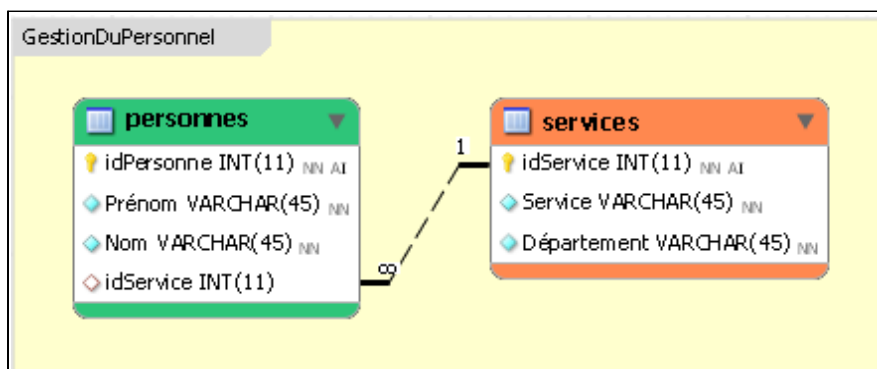 GestionDuPersonnel
personnes
idPersonne INT(11) NN AI
Prénom VARCHAR(45) NN
Nom VARCHAR(45) NN
idService INT(11)
∞
1
services
idService INT(11) NN AI
Service VARCHAR(45) NN
Département VARCHAR(45) NN